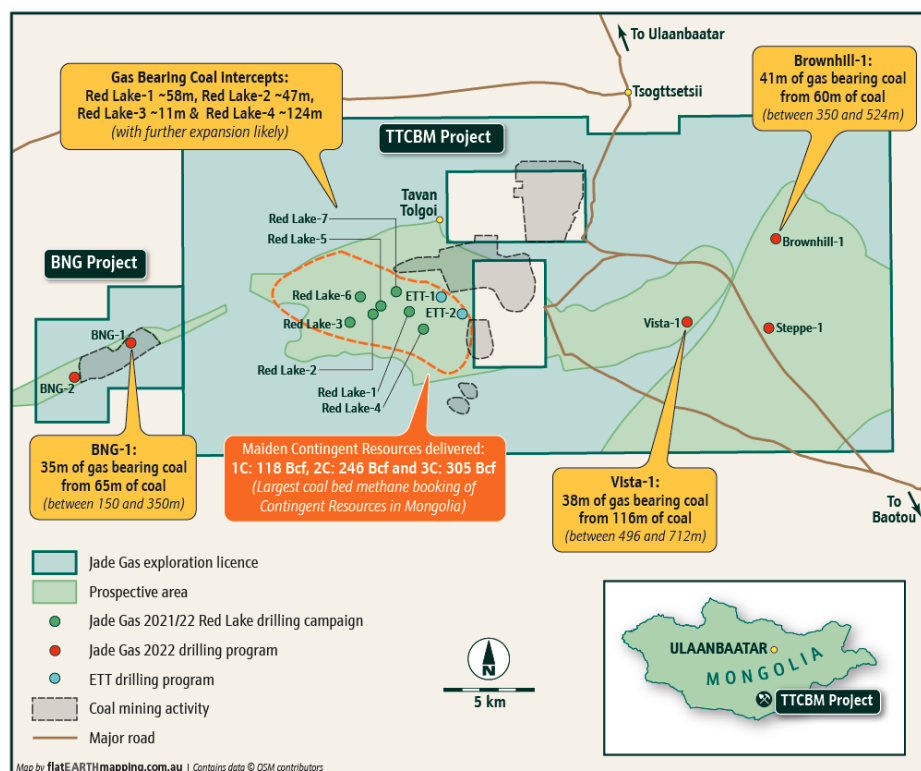 To Ulaanbaatar
Tsogttsetsii
Brownhill-1:
41m of gas bearing coal
from 60m of coal
(between 350 and 524m)
Gas Bearing Coal Intercepts:
Red Lake-1 ~58m, Red Lake-2 ~47m,
Red Lake-3 ~11m & Red Lake-4 ~124m
(with further expansion likely)
TTCBM Project
Tavan
Tolgoi
Red Lake-7
Red Lake-5
Brownhill-1
BNG Project
Red Lake-6
ETT-1
ETT-2
Red Lake-3
Vista-1
Steppe-1
BNG-1
Red Lake-2
BNG-2
Red Lake-1
Red Lake-4
BNG-1:
35m of gas bearing coal
from 65m of coal
(between 150 and 350m)
Maiden Contingent Resources delivered:
1C: 118 Bcf, 2C: 246 Bcf and 3C: 305 Bcf
(Largest coal bed methane booking of
Contingent Resources in Mongolia)
Vista-1:
38m of gas bearing coal
from 116m of coal
(between 496 and 712m)
To
Baotou
Jade Gas exploration licence
Prospective area
Jade Gas 2021/22 Red Lake drilling campaign
Jade Gas 2022 drilling program
ETT drilling program
Coal mining activity
Major road
N
5 km
ULAANBAATAR
MONGOLIA
TTCBM Project
Map by flatEARTHmapping.com.au | Contains data © OSM contributors